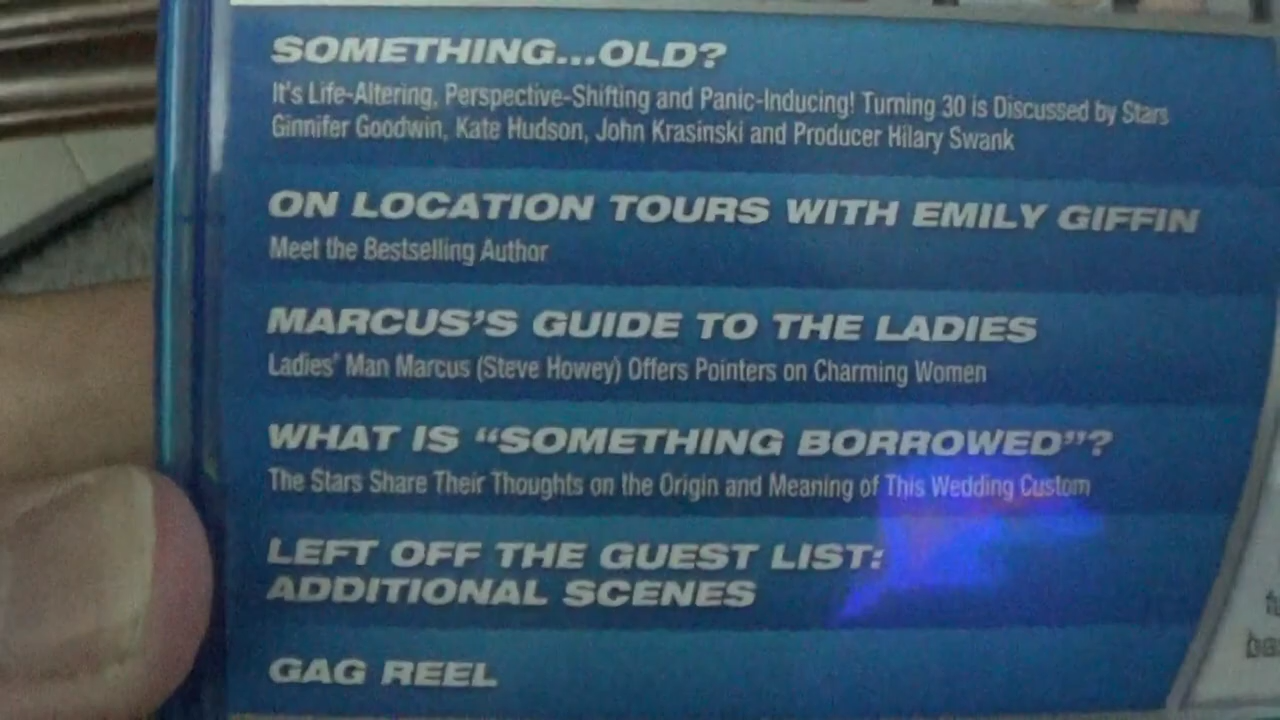 SOMETHING...OLD?
It's Life-Altering, Perspective-Shifting and Panic-Inducing! Turning 30 is Discussed by Stars
Ginnifer Goodwin, Kate Hudson, John Krasinski and Producer Hilary Swank
ON LOCATION TOURS WITH EMILY GIFFIN
Meet the Bestselling Author
MARCUS'S GUIDE TO THE LADIES
Ladies' Man Marcus (Steve Howey) Offers Pointers on Charming Women
WHAT IS “SOMETHING BORROWED”?
The Stars Share Their Thoughts on the Origin and Meaning of This Wedding Custom
LEFT OFF THE GUEST LIST:
ADDITIONAL SCENES
GAG REEL